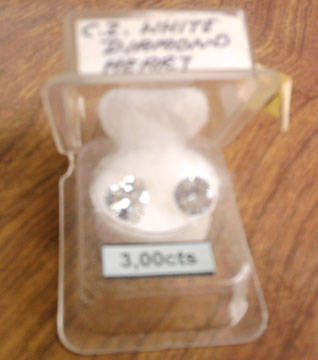 C.Z. WHITE
DIAMOND
HEART
3,00cts